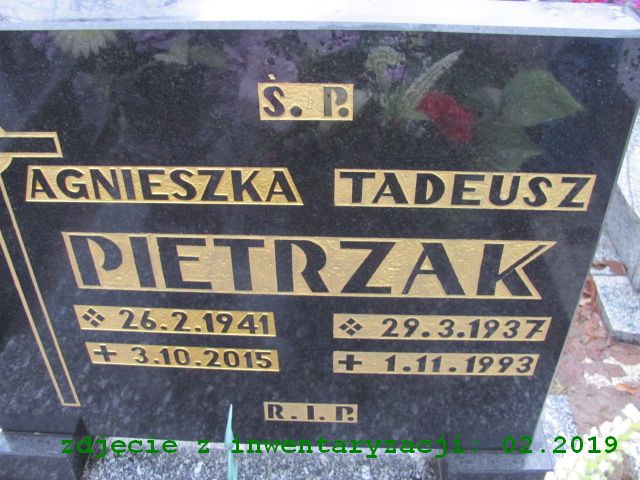 Ś. P.
AGNIESZKA TADEUSZ
PIETRZAK
26.2.1941 29.3.1937
+ 3.10.2015 + 1.11.1993
R.I.P.
zdjęcie z inwentaryzacji: 02.2019